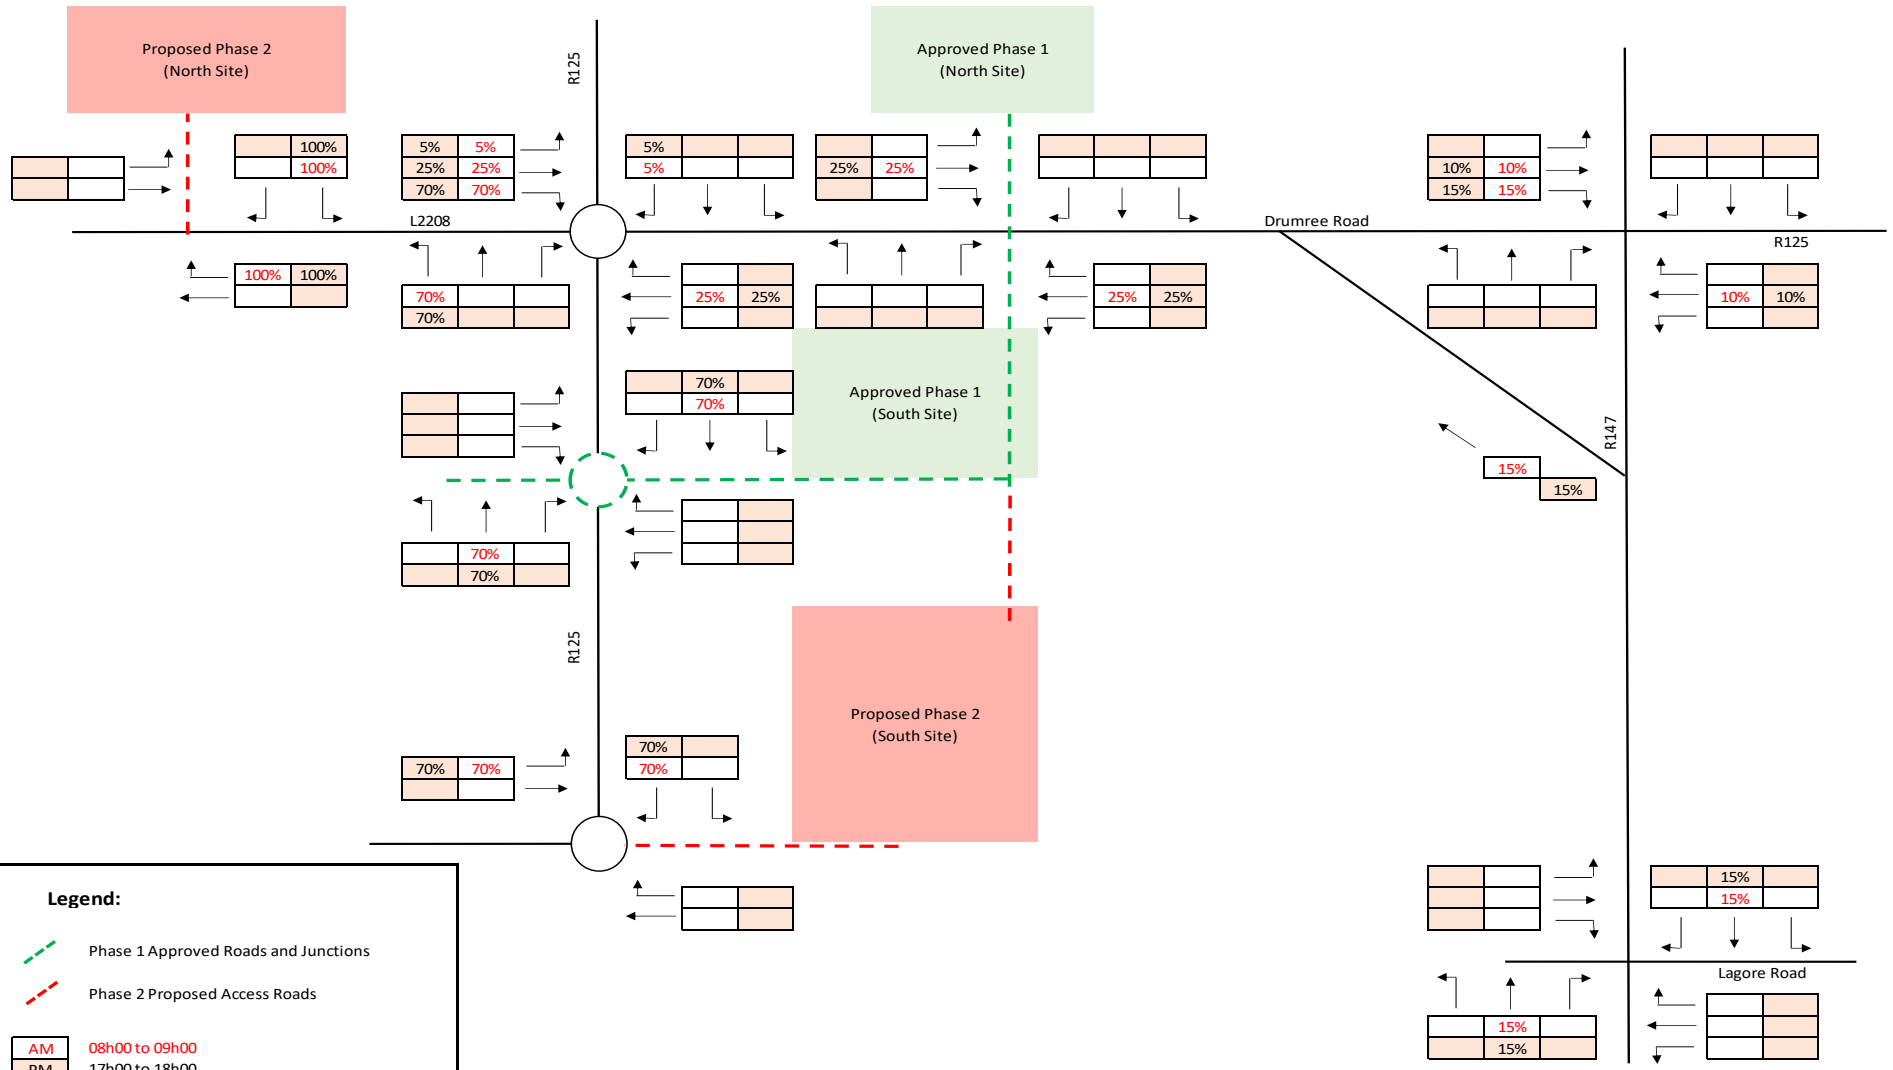 Proposed Phase 2
(North Site)
R125
Approved Phase 1
(North Site)
100%
100%
5% 5%
25% 25%
70% 70%
5%
5%
25% 25%
10% 10%
15% 15%
L2208
Drumree Road
R125
100% 100%
70%
70%
25% 25%
25% 25%
10% 10%
70%
70%
Approved Phase 1
(South Site)
R147
15%
15%
70%
70%
R125
Proposed Phase 2
(South Site)
70% 70%
70%
70%
15%
15%
Lagore Road
15%
15%
Legend:
Phase 1 Approved Roads and Junctions
Phase 2 Proposed Access Roads
AM 08h00 to 09h00
PM 17h00 to 18h00